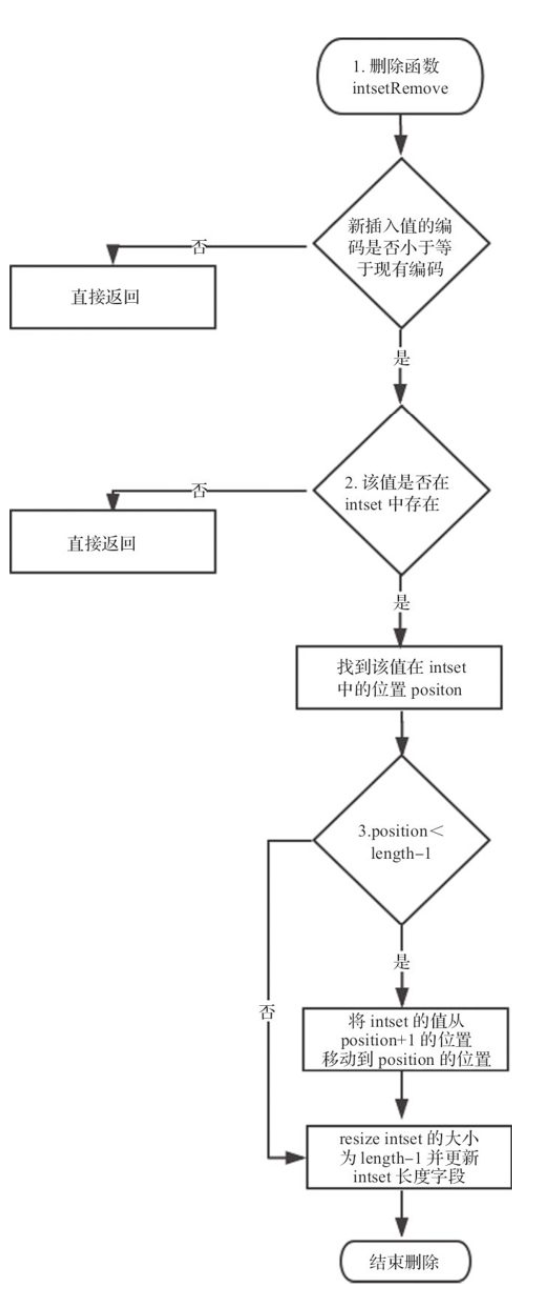 1. 删除函数
intsetRemove
新插入值的编
码是否小于等
于现有编码
否
直接返回
是
2. 该值是否在
intset 中存在
否
直接返回
是
找到该值在 intset
中的位置 positon
3.position＜
length-1
是
否
将 intset 的值从
position+1 的位置
移动到 position 的位置
resize intset 的大小
为 length-1 并更新
intset 长度字段
结束删除